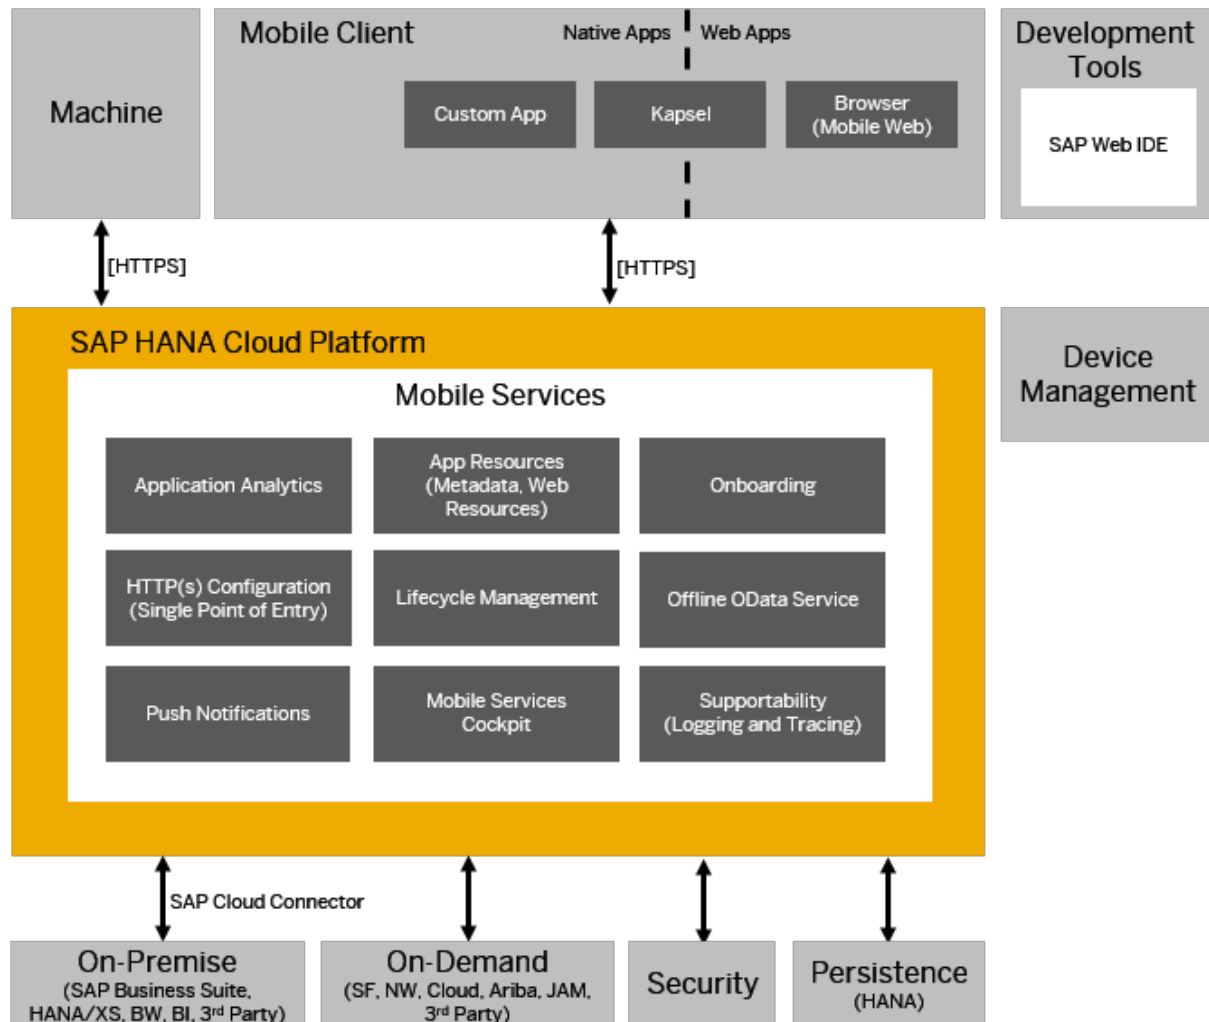 Machine
Mobile Client
Native Apps
Web Apps
Custom App
Kapsel
Browser
(Mobile Web)
Development
Tools
SAP Web IDE
[HTTPS]
[HTTPS]
SAP HANA Cloud Platform
Mobile Services
Application Analytics
App Resources
(Metadata, Web
Resources)
Onboarding
HTTP(s) Configuration
(Single Point of Entry)
Lifecycle Management
Offline OData Service
Push Notifications
Mobile Services
Cockpit
Supportability
(Logging and Tracing)
Device
Management
SAP Cloud Connector
On-Premise
(SAP Business Suite,
HANA/XS, BW, BI, 3rd Party)
On-Demand
(SF, NW, Cloud, Ariba, JAM,
3rd Party)
Security
Persistence
(HANA)